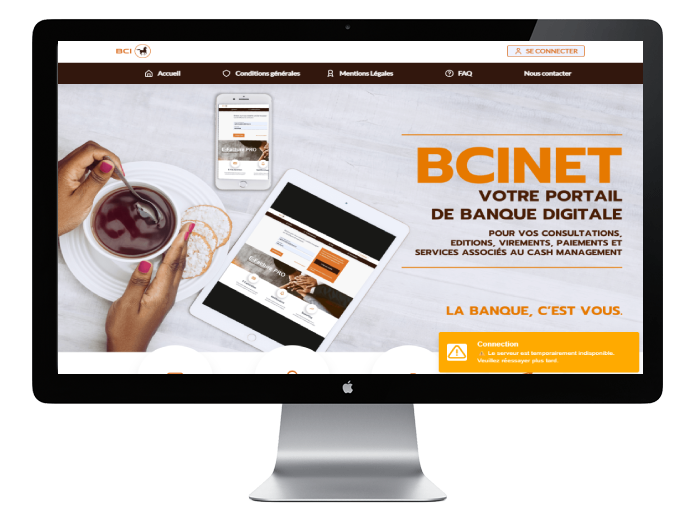 BCI
SE CONNECTER
Accueil
Conditions générales
Mentions Légales
FAQ
Nous contacter
BCINET
VOTRE PORTAIL
DE BANQUE DIGITALE
POUR VOS CONSULTATIONS,
EDITIONS, VIREMENTS, PAIEMENTS ET
SERVICES ASSOCIÉS AU CASH MANAGEMENT
LA BANQUE, C'EST VOUS.
Connection
Le serveur est temporairement indisponible.
Veuillez réessayer plus tard.